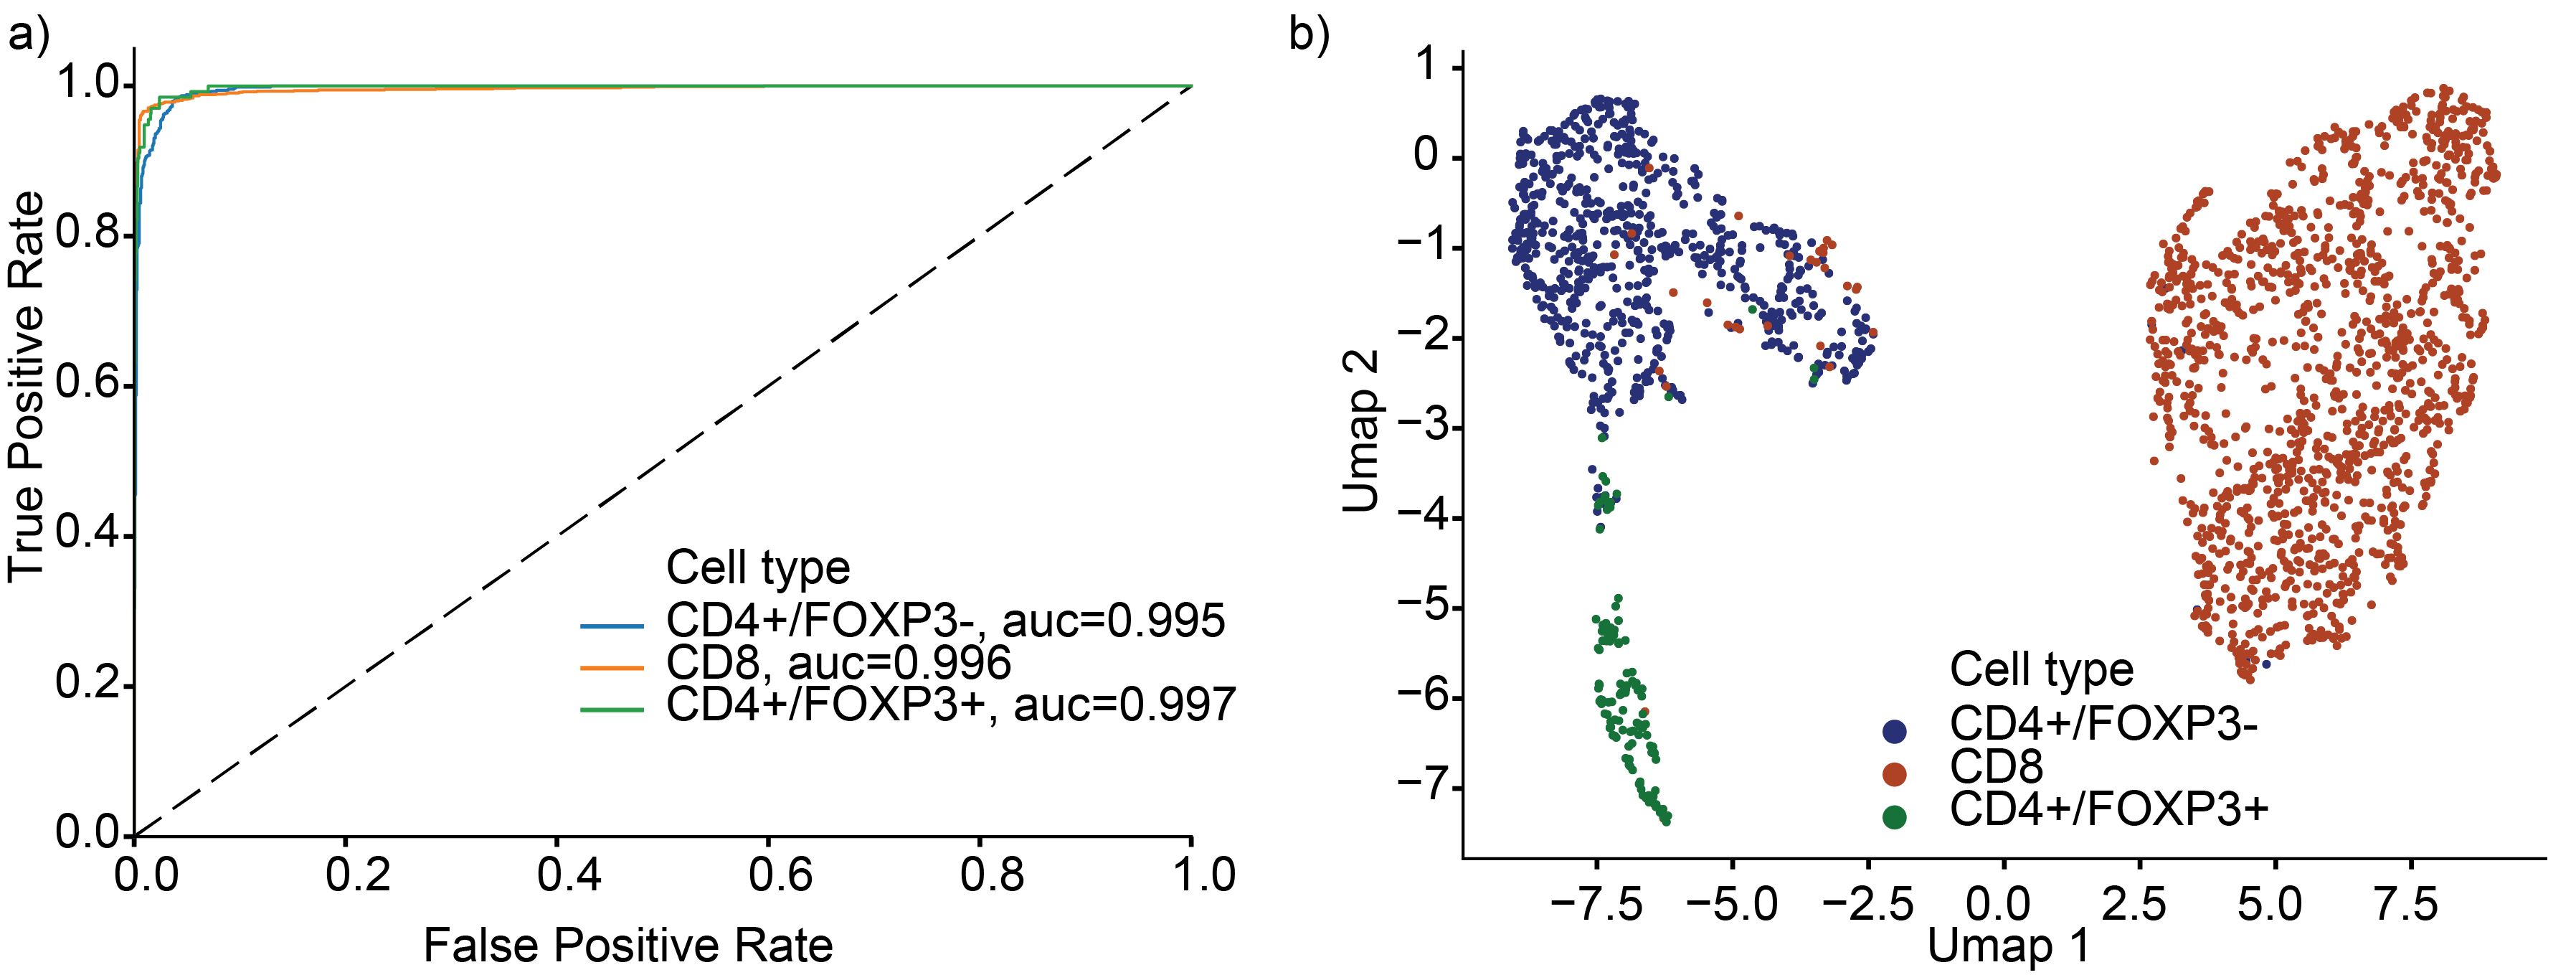 a)
True Positive Rate
1.0
0.8
0.6
0.4
0.2
0.0
0.0 0.2 0.4 0.6 0.8 1.0
False Positive Rate
Cell type
CD4+/FOXP3-, auc=0.995
CD8, auc=0.996
CD4+/FOXP3+, auc=0.997
b)
Umap 2
1
0
−1
−2
−3
−4
−5
−6
−7
−7.5 −5.0 −2.5 0.0 2.5 5.0 7.5
Umap 1
Cell type
CD4+/FOXP3-
CD8
CD4+/FOXP3+